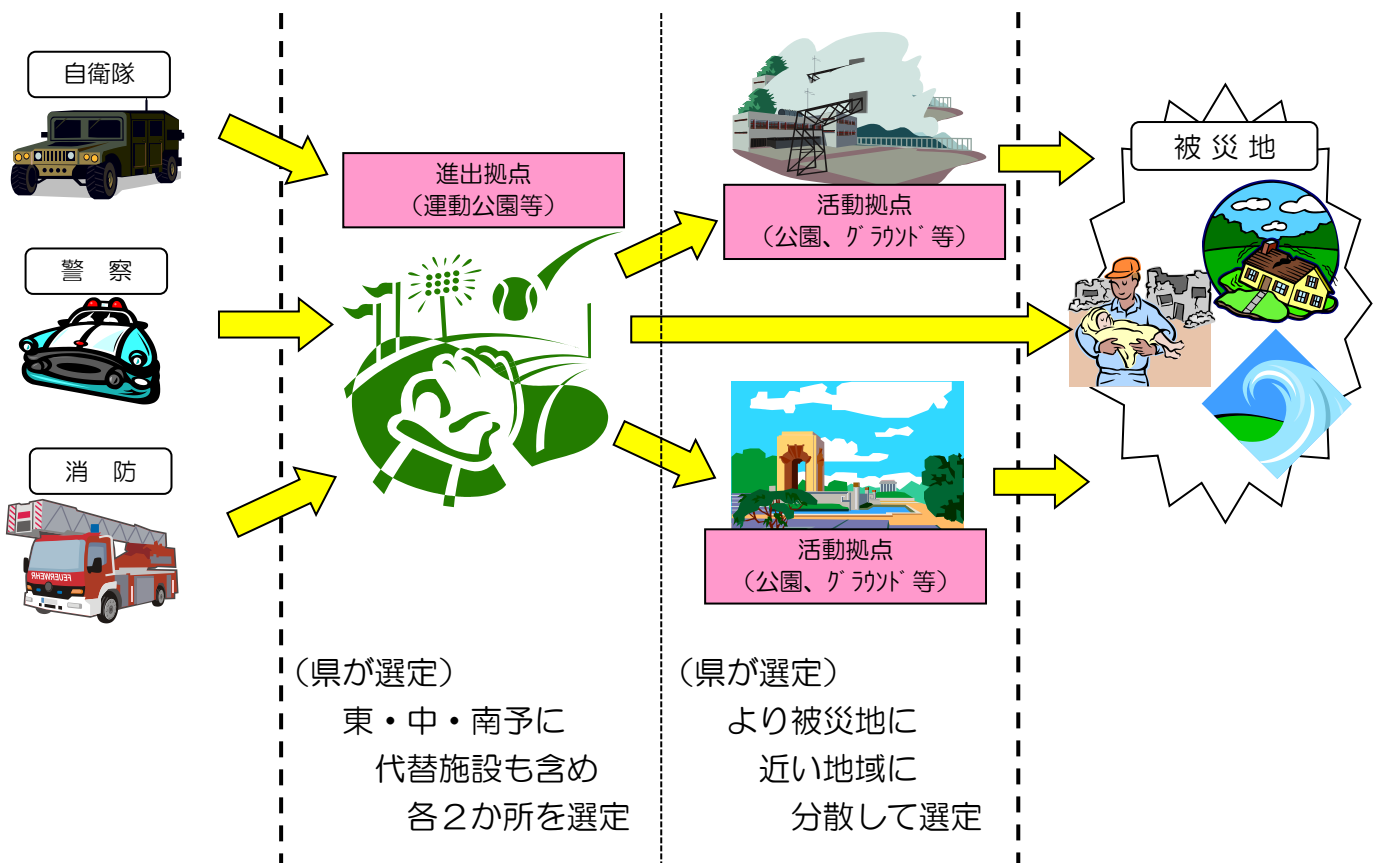 自衛隊
警 察
消 防
進出拠点
（運動公園等）
活動拠点
（公園、ｸﾞﾗｳﾝﾄﾞ等）
活動拠点
（公園、ｸﾞﾗｳﾝﾄﾞ等）
被 災 地
FEUERWEHR
（県が選定）
東・中・南予に
代替施設も含め
各２か所を選定
（県が選定）
より被災地に
近い地域に
分散して選定